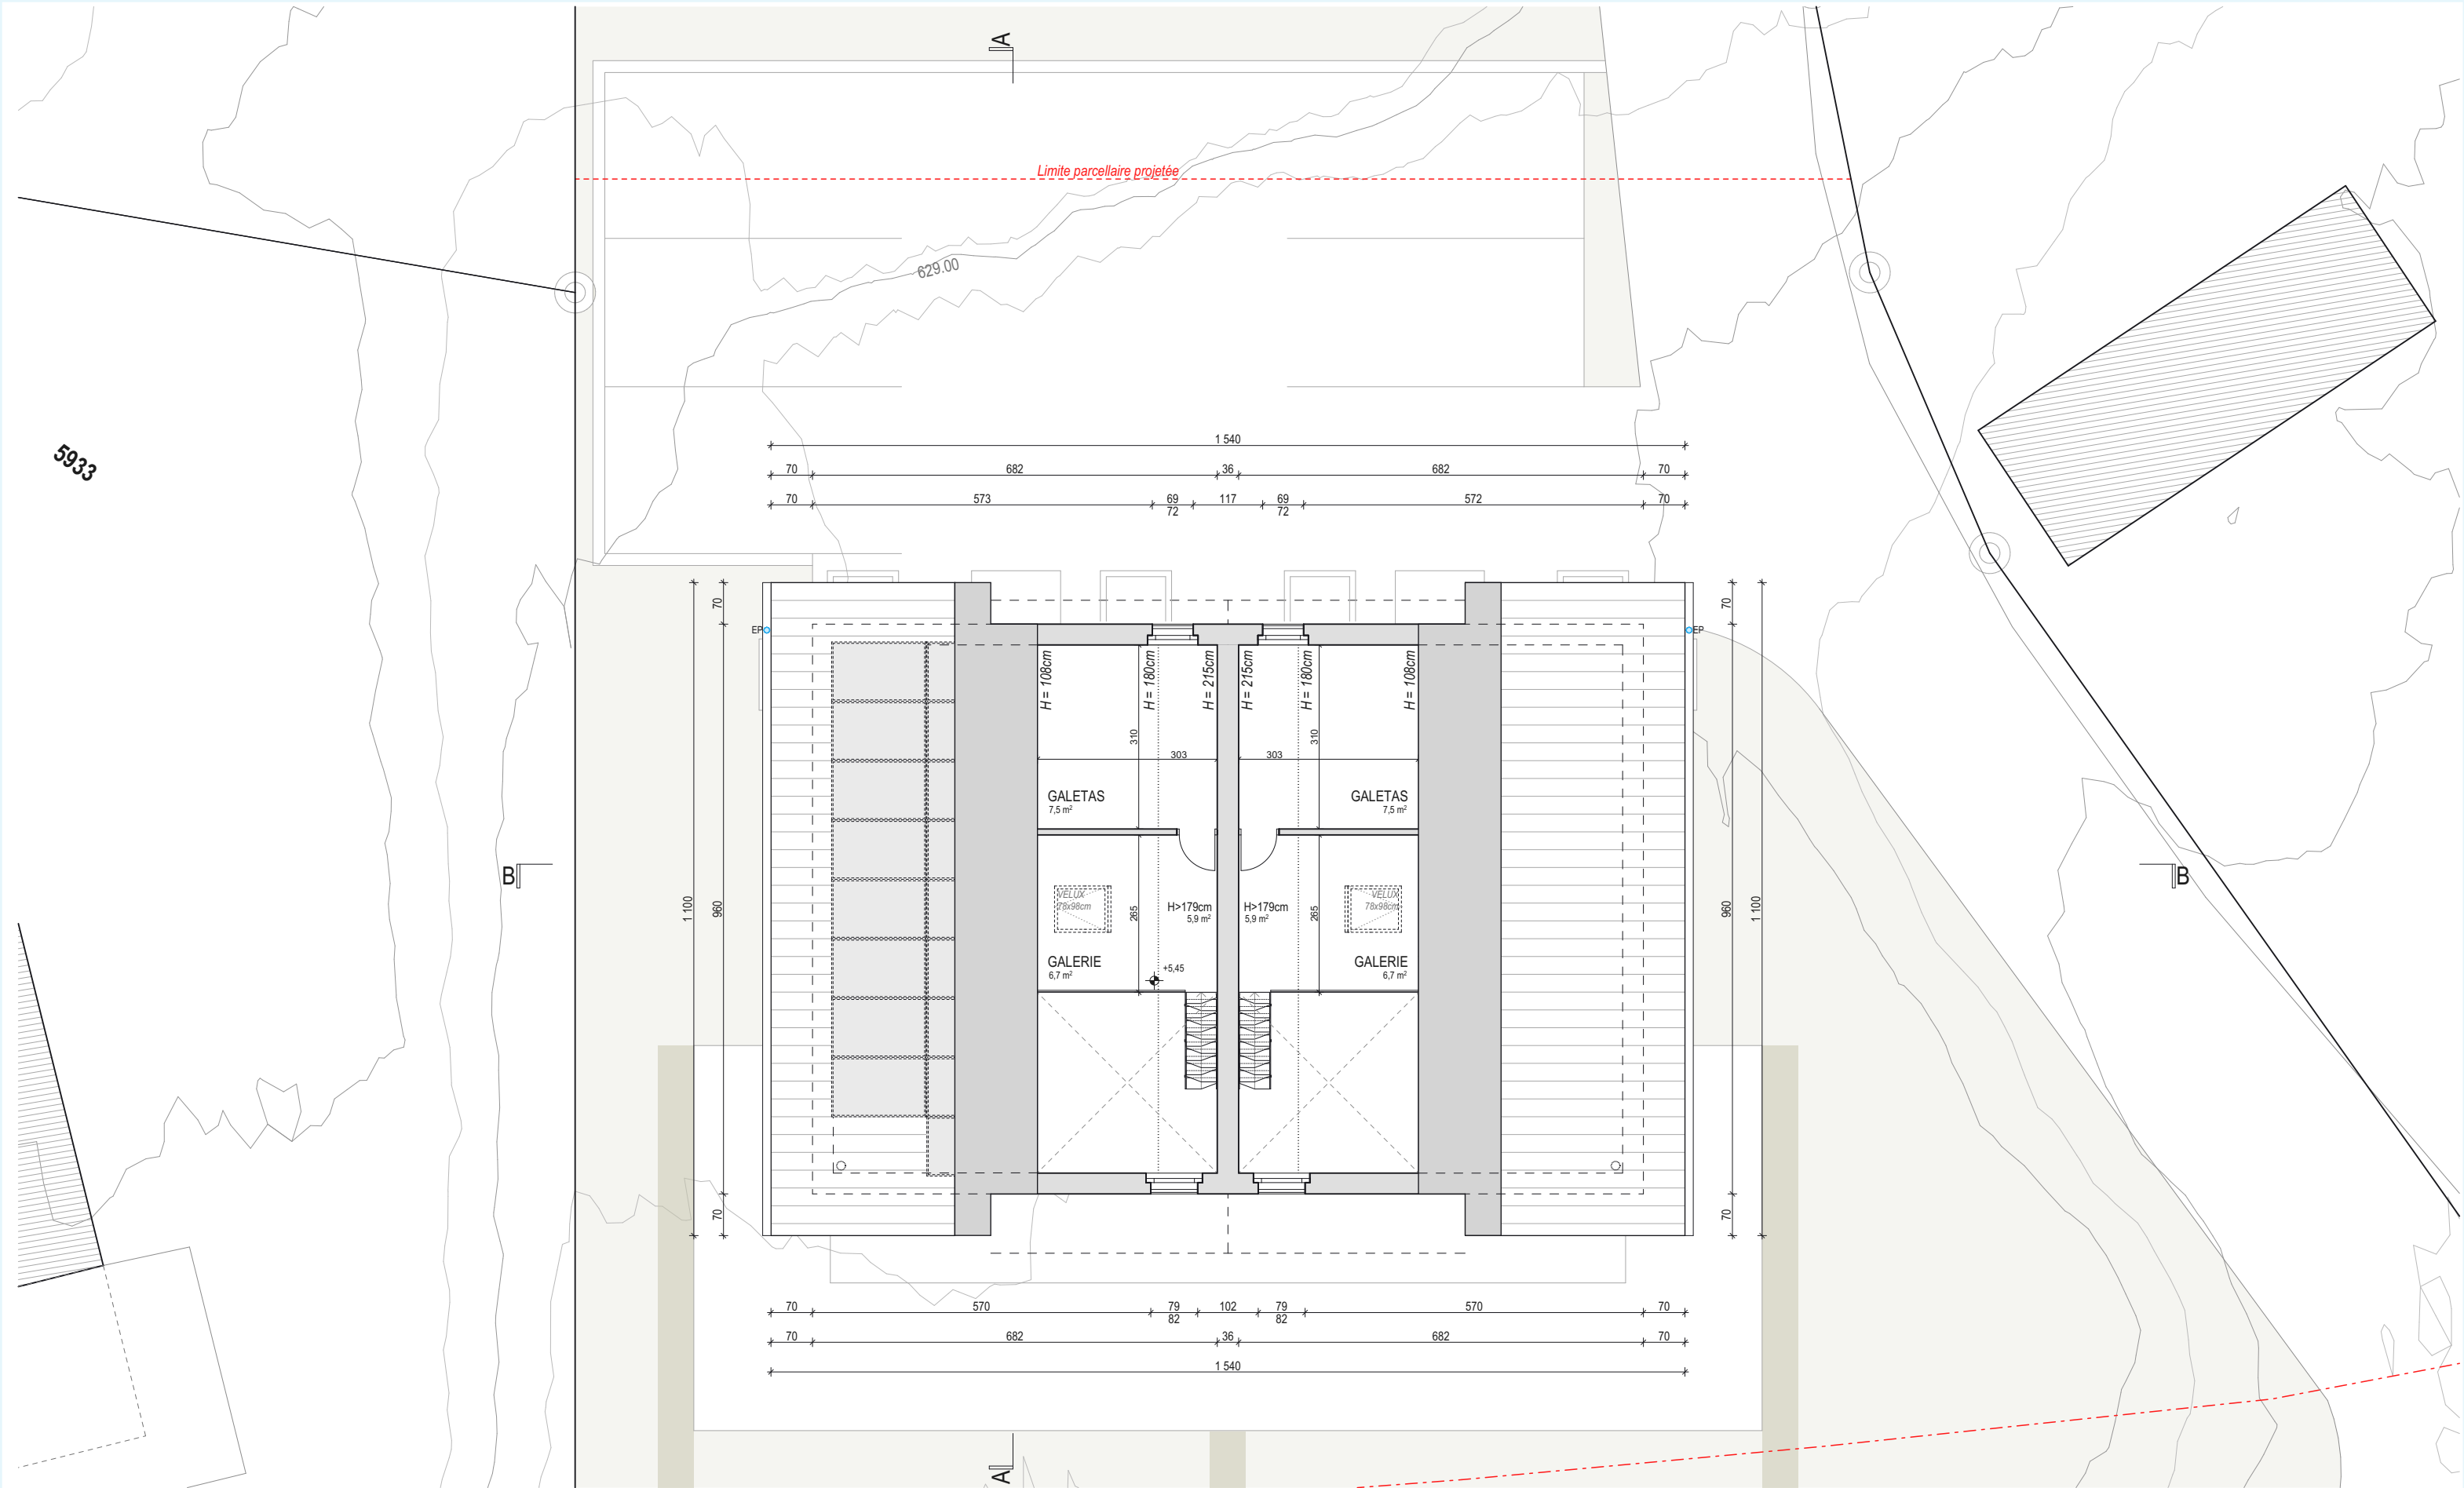 A
Limite parcellaire projetée
629.00
5933
1 540
70 682 36 682 70
70 573 69 117 69 572 70
72 72
70 70
EP EP
H = 108cm H = 180cm H = 215cm H = 215cm H = 180cm H = 108cm
310 310
303 303
GALETAS GALETAS
7,5 m² 7,5 m²
B B
VELUX VELUX
78x98cm 78x98cm
H>179cm H>179cm
5,9 m² 5,9 m²
1 100 960 265 265 960 1 100
GALERIE GALERIE
6,7 m² 6,7 m²
+5,45
70 70
70 570 79 102 79 570 70
82 82
70 682 36 682 70
1 540
A